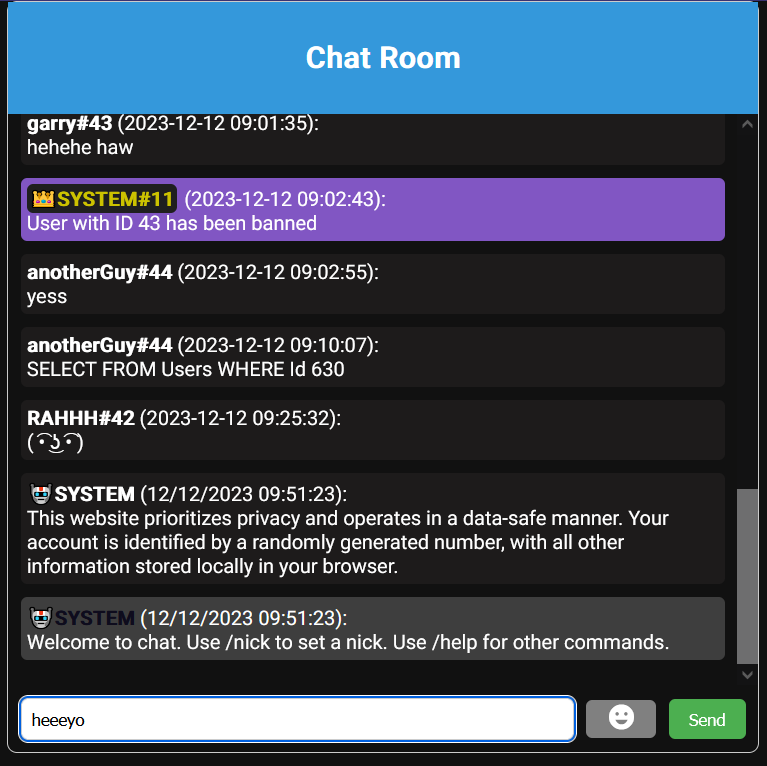 Chat Room
garry#43 (2023-12-12 09:01:35):
hehehe haw
SYSTEM#11 (2023-12-12 09:02:43):
User with ID 43 has been banned
anotherGuy#44 (2023-12-12 09:02:55):
yess
anotherGuy#44 (2023-12-12 09:10:07):
SELECT FROM Users WHERE Id 630
RAHHH#42 (2023-12-12 09:25:32):
( ͡° ͜ʖ ͡°)
SYSTEM (12/12/2023 09:51:23):
This website prioritizes privacy and operates in a data-safe manner. Your
account is identified by a randomly generated number, with all other
information stored locally in your browser.
SYSTEM (12/12/2023 09:51:23):
Welcome to chat. Use /nick to set a nick. Use /help for other commands.
heeeyo
Send